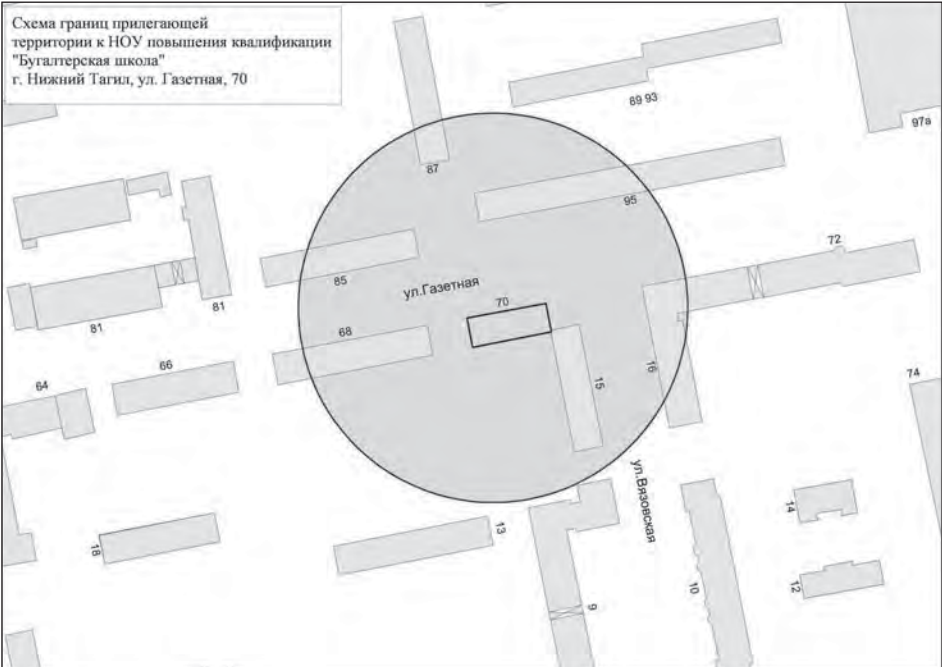 Схема границ прилегающей
территории к НОУ повышения квалификации
"Бугалтерская школа"
г. Нижний Тагил, ул. Газетная, 70
89 93
97а
87
95
72
85
ул.Газетная
70
81
81
68
66
64
16
15
74
ул.Вязовская
14
13
18
12
10
9